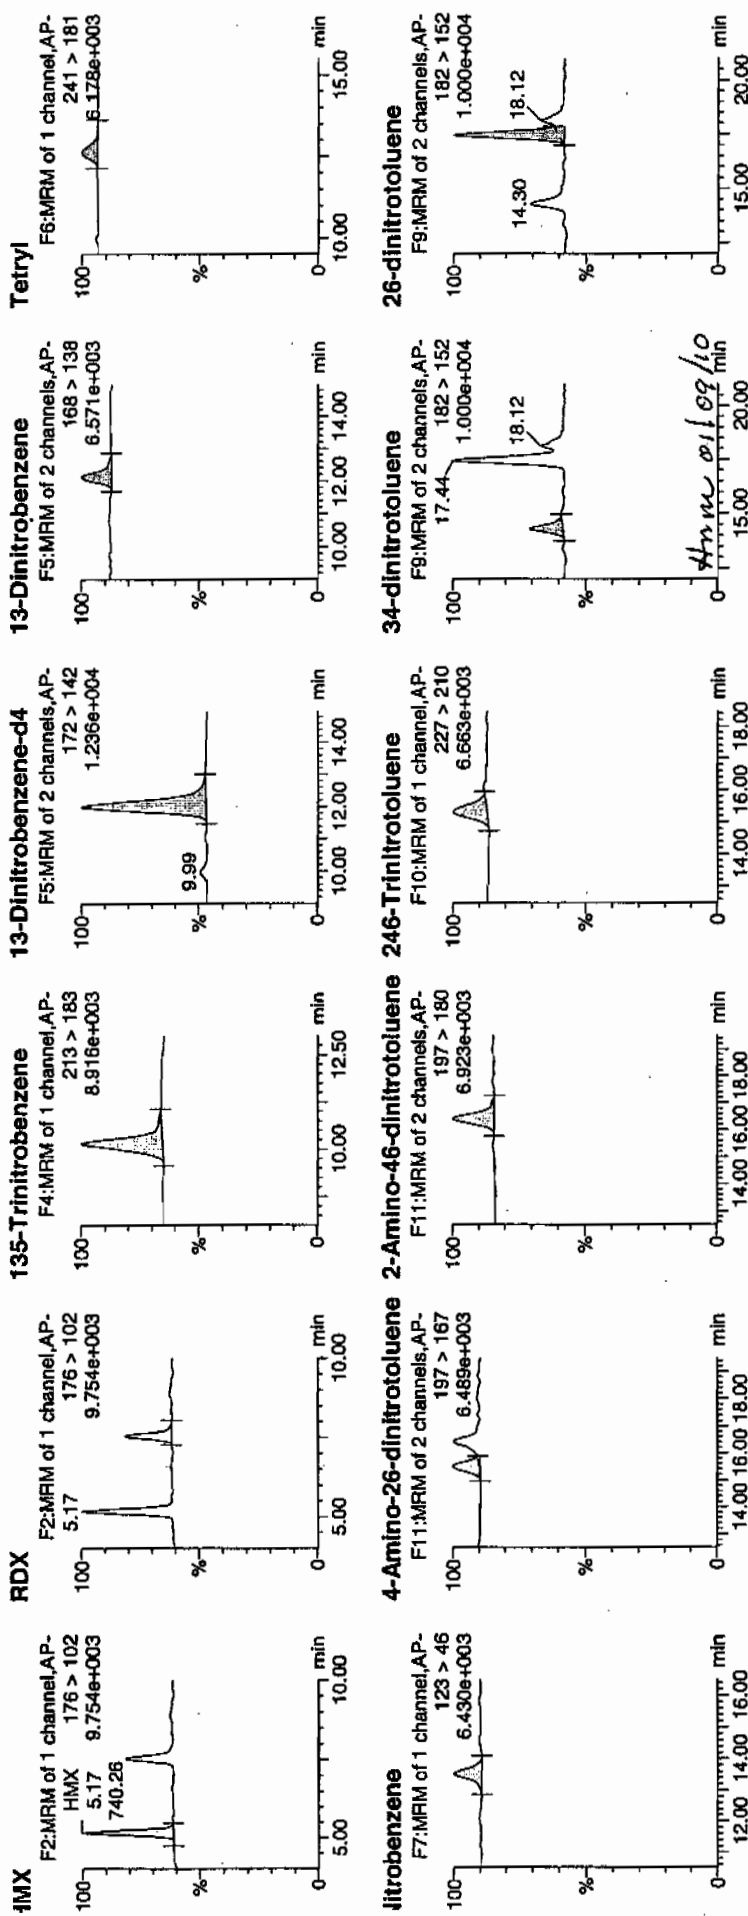 HMX
F2:MRM of 1 channel,AP-
HMX 176 > 102
5.17 9.754e+003
740.26
100
%
0
5.00 10.00 min
RDX
F2:MRM of 1 channel,AP-
5.17 176 > 102
9.754e+003
100
%
0
5.00 10.00 min
135-Trinitrobenzene
F4:MRM of 1 channel,AP-
213 > 183
8.916e+003
100
%
0
10.00 12.50 min
13-Dinitrobenzene-d4
F5:MRM of 2 channels,AP-
172 > 142
1.236e+004
100
9.99
%
0
10.00 12.00 14.00 min
13-Dinitrobenzene
F5:MRM of 2 channels,AP-
168 > 138
6.571e+003
100
%
0
10.00 12.00 14.00 min
Tetryl
F6:MRM of 1 channel,AP-
241 > 181
6.178e+003
100
%
0
10.00 15.00 min
Nitrobenzene
F7:MRM of 1 channel,AP-
123 > 46
6.430e+003
100
%
0
12.00 14.00 16.00 min
4-Amino-26-dinitrotoluene
F11:MRM of 2 channels,AP-
197 > 167
6.489e+003
100
%
0
14.00 16.00 18.00 min
2-Amino-46-dinitrotoluene
F11:MRM of 2 channels,AP-
197 > 180
6.923e+003
100
%
0
14.00 16.00 18.00 min
246-Trinitrotoluene
F10:MRM of 1 channel,AP-
227 > 210
6.663e+003
100
%
0
14.00 16.00 18.00 min
34-dinitrotoluene
F9:MRM of 2 channels,AP-
17.44 182 > 152
1.000e+004
100
18.12
%
0
15.00 20.00 min
26-dinitrotoluene
F9:MRM of 2 channels,AP-
182 > 152
1.000e+004
100
14.30 18.12
%
0
15.00 20.00
01/09/10